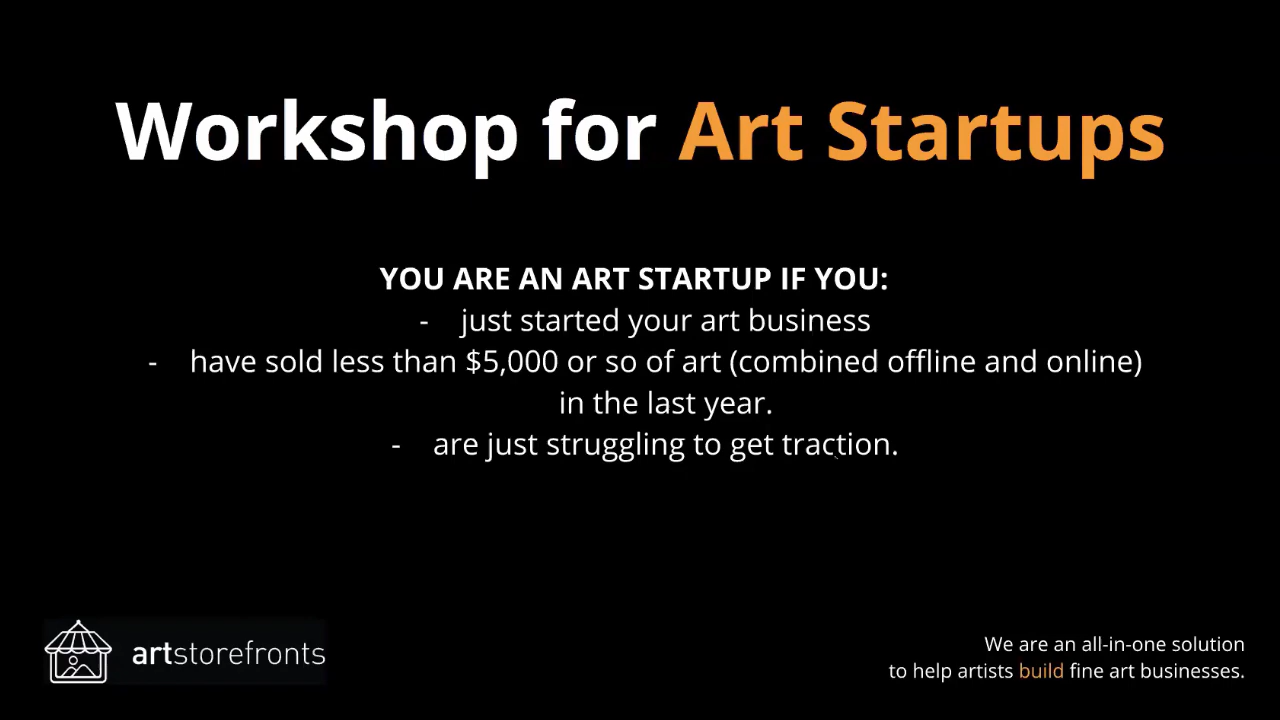 Workshop for Art Startups
YOU ARE AN ART STARTUP IF YOU:
- just started your art business
- have sold less than $5,000 or so of art (combined offline and online)
in the last year.
- are just struggling to get traction.
artstorefronts
We are an all-in-one solution
to help artists build fine art businesses.